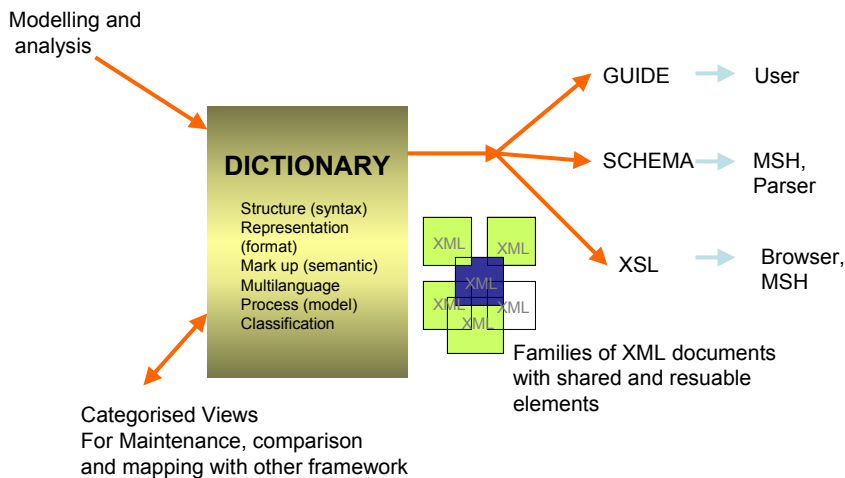 Modelling and
analysis
DICTIONARY
Structure (syntax)
Representation
(format)
Mark up (semantic)
Multilanguage
Process (model)
Classification
GUIDE
User
SCHEMA
MSH,
Parser
XSL
Browser,
MSH
XML
XML
XML
XML
XML
XML
Families of XML documents
with shared and resuable
elements
Categorised Views
For Maintenance, comparison
and mapping with other framework